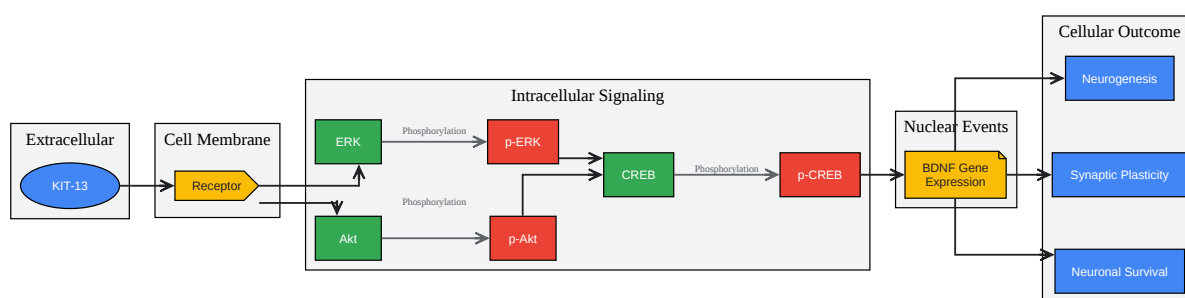 Extracellular
KIT-13
Cell Membrane
Receptor
Intracellular Signaling
ERK
Phosphorylation
p-ERK
Akt
Phosphorylation
p-Akt
CREB
Phosphorylation
p-CREB
Nuclear Events
BDNF Gene
Expression
Cellular Outcome
Neurogenesis
Synaptic Plasticity
Neuronal Survival